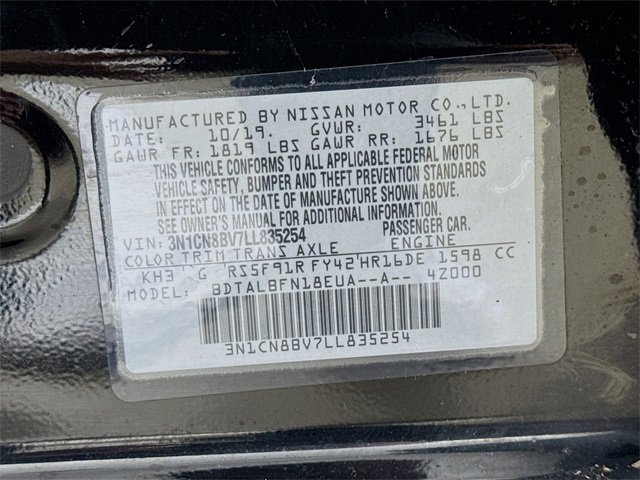 MANUFACTURED BY NISSAN MOTOR CO., LTD.
DATE: 10/19. GVWR: 3461 LBS
GAWR FR: 1819 LBS GAWR RR: 1676 LBS
THIS VEHICLE CONFORMS TO ALL APPLICABLE FEDERAL MOTOR
VEHICLE SAFETY, BUMPER AND THEFT PREVENTION STANDARDS
IN EFFECT ON THE DATE OF MANUFACTURE SHOWN ABOVE.
SEE OWNER'S MANUAL FOR ADDITIONAL INFORMATION.
VIN: 3N1CN8BV7LL835254 PASSENGER CAR.
COLOR TRIM TRANS AXLE ENGINE
KH3 G RS5F91R FY42 HR16DE 1598 CC
MODEL: BDTALBFN18EUA--A-- 4Z000
3N1CN8BV7LL835254